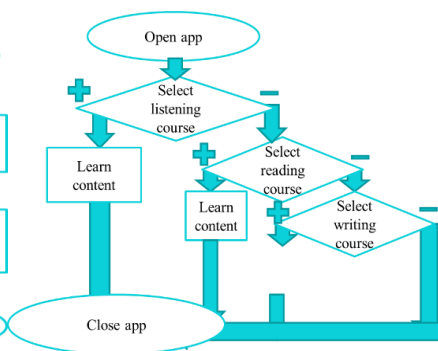 Open app
Select
listening
course
Select
reading
course
Learn
content
Learn
content
Select
writing
course
Close app